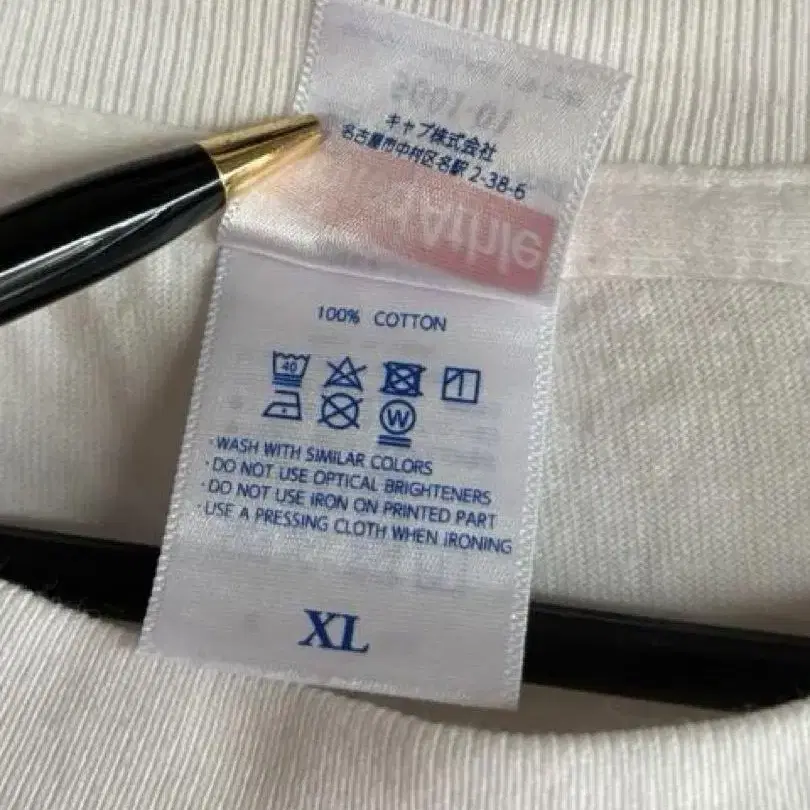 キャブ株式会社
名古屋市中村区名駅 2-38-6
Athle
100% COTTON
40
W
・WASH WITH SIMILAR COLORS
・DO NOT USE OPTICAL BRIGHTENERS
・DO NOT USE IRON ON PRINTED PART
・USE A PRESSING CLOTH WHEN IRONING
XL